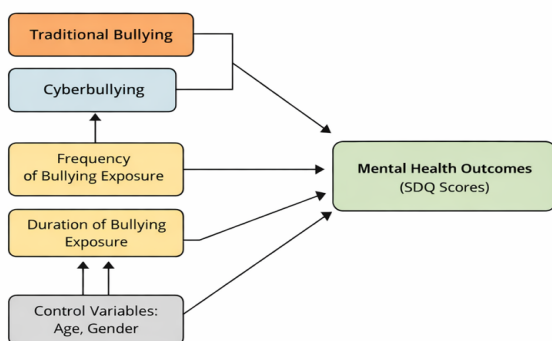 Traditional Bullying
Cyberbullying
Frequency
of Bullying Exposure
Duration of Bullying
Exposure
Control Variables:
Age, Gender
Mental Health Outcomes
(SDQ Scores)